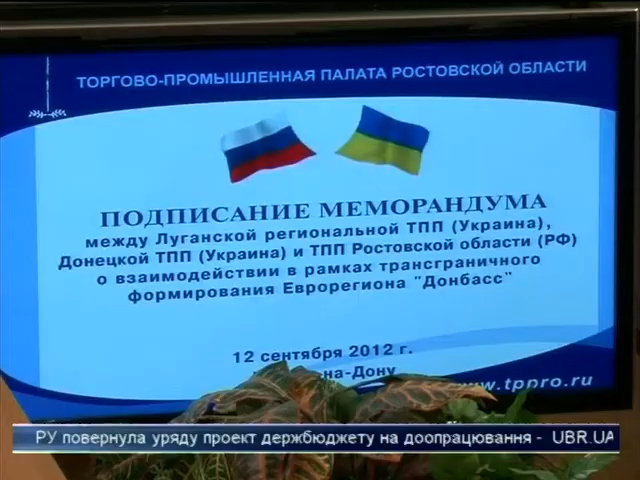 ТОРГОВО-ПРОМЫШЛЕННАЯ ПАЛАТА РОСТОВСКОЙ ОБЛАСТИ
ПОДПИСАНИЕ МЕМОРАНДУМА
между Луганской региональной ТПП (Украина),
Донецкой ТПП (Украина) и ТПП Ростовской области (РФ)
о взаимодействии в рамках трансграничного
формирования Еврорегиона "Донбасс"
12 сентября 2012 г.
на-Дону
www.tppro.ru
РУ повернула уряду проект держбюджету на доопрацювання - UBR.UA